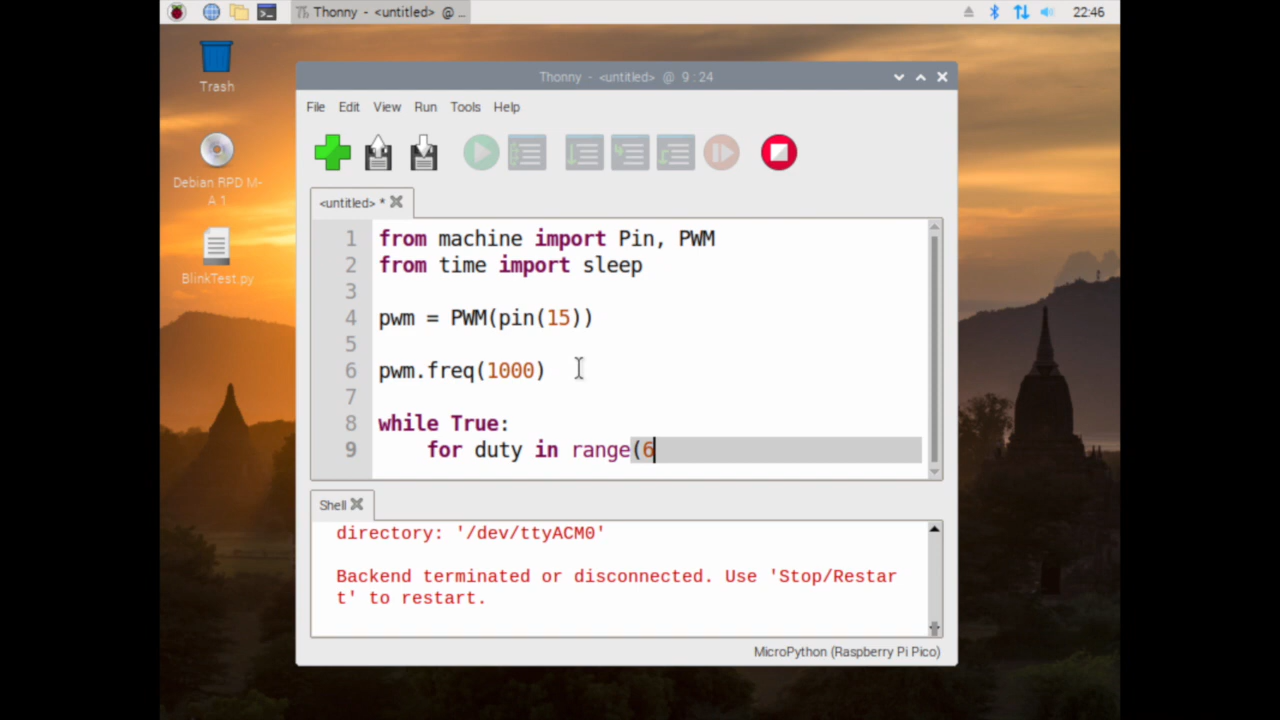 Thonny - <untitled> @ ...
22:46
Trash
Debian RPD M-
A 1
BlinkTest.py
Thonny - <untitled> @ 9:24
File Edit View Run Tools Help
<untitled> *
1 from machine import Pin, PWM
2 from time import sleep
3
4 pwm = PWM(pin(15))
5
6 pwm.freq(1000)
7
8 while True:
9 for duty in range(6
Shell
directory: '/dev/ttyACM0'
Backend terminated or disconnected. Use 'Stop/Restar
t' to restart.
MicroPython (Raspberry Pi Pico)